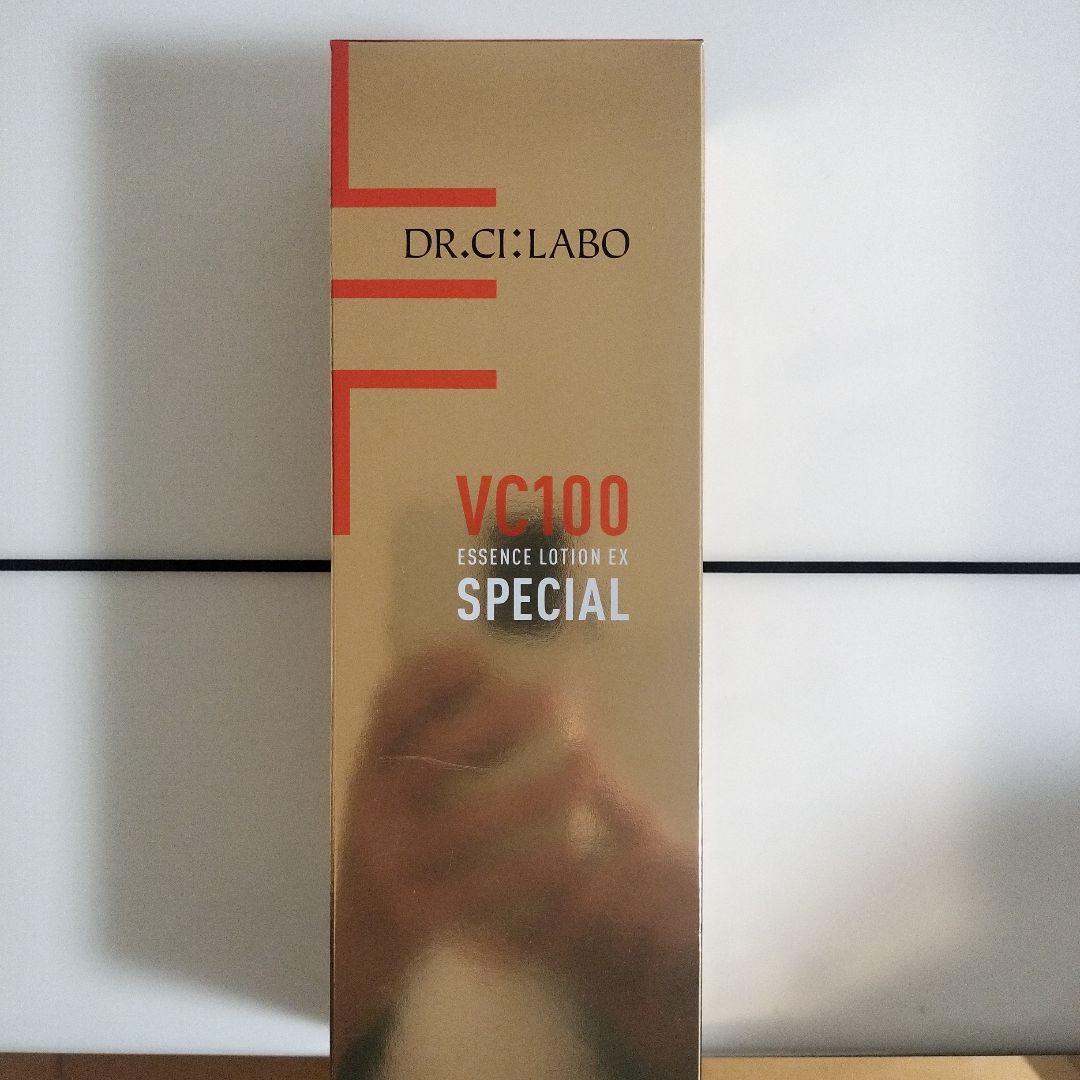 DR.CI:LABO
VC100
ESSENCE LOTION EX
SPECIAL